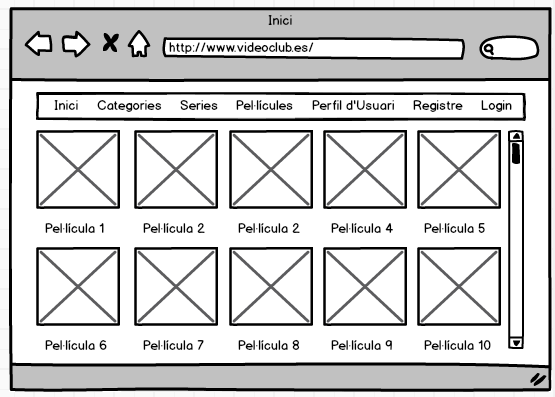 Inici
http://www.videoclub.es/
Inici Categories Series Pel·lícules Perfil d'Usuari Registre Login
Pel·lícula 1 Pel·lícula 2 Pel·lícula 2 Pel·lícula 4 Pel·lícula 5
Pel·lícula 6 Pel·lícula 7 Pel·lícula 8 Pel·lícula 9 Pel·lícula 10